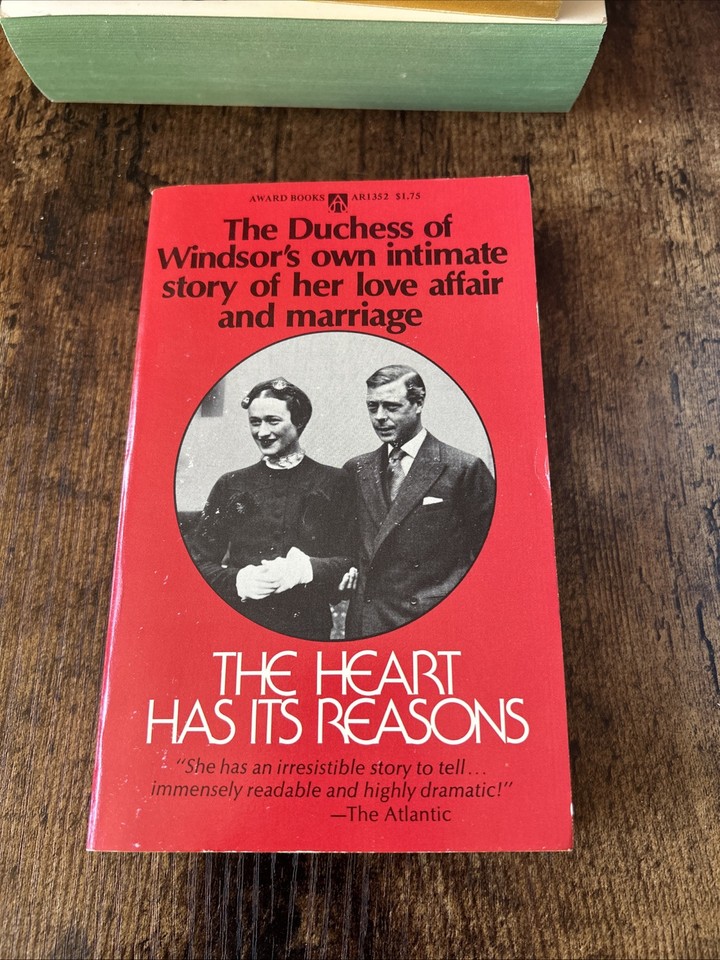 AWARD BOOKS AR1352 $1.75
The Duchess of
Windsor's own intimate
story of her love affair
and marriage
THE HEART
HAS ITS REASONS
"She has an irresistible story to tell...
immensely readable and highly dramatic!"
—The Atlantic